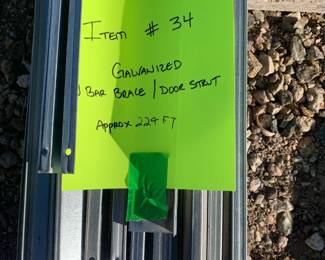 ITEM # 34
GALVANIZED
BAR BRACE / DOOR STRUT
APPROX 224 FT